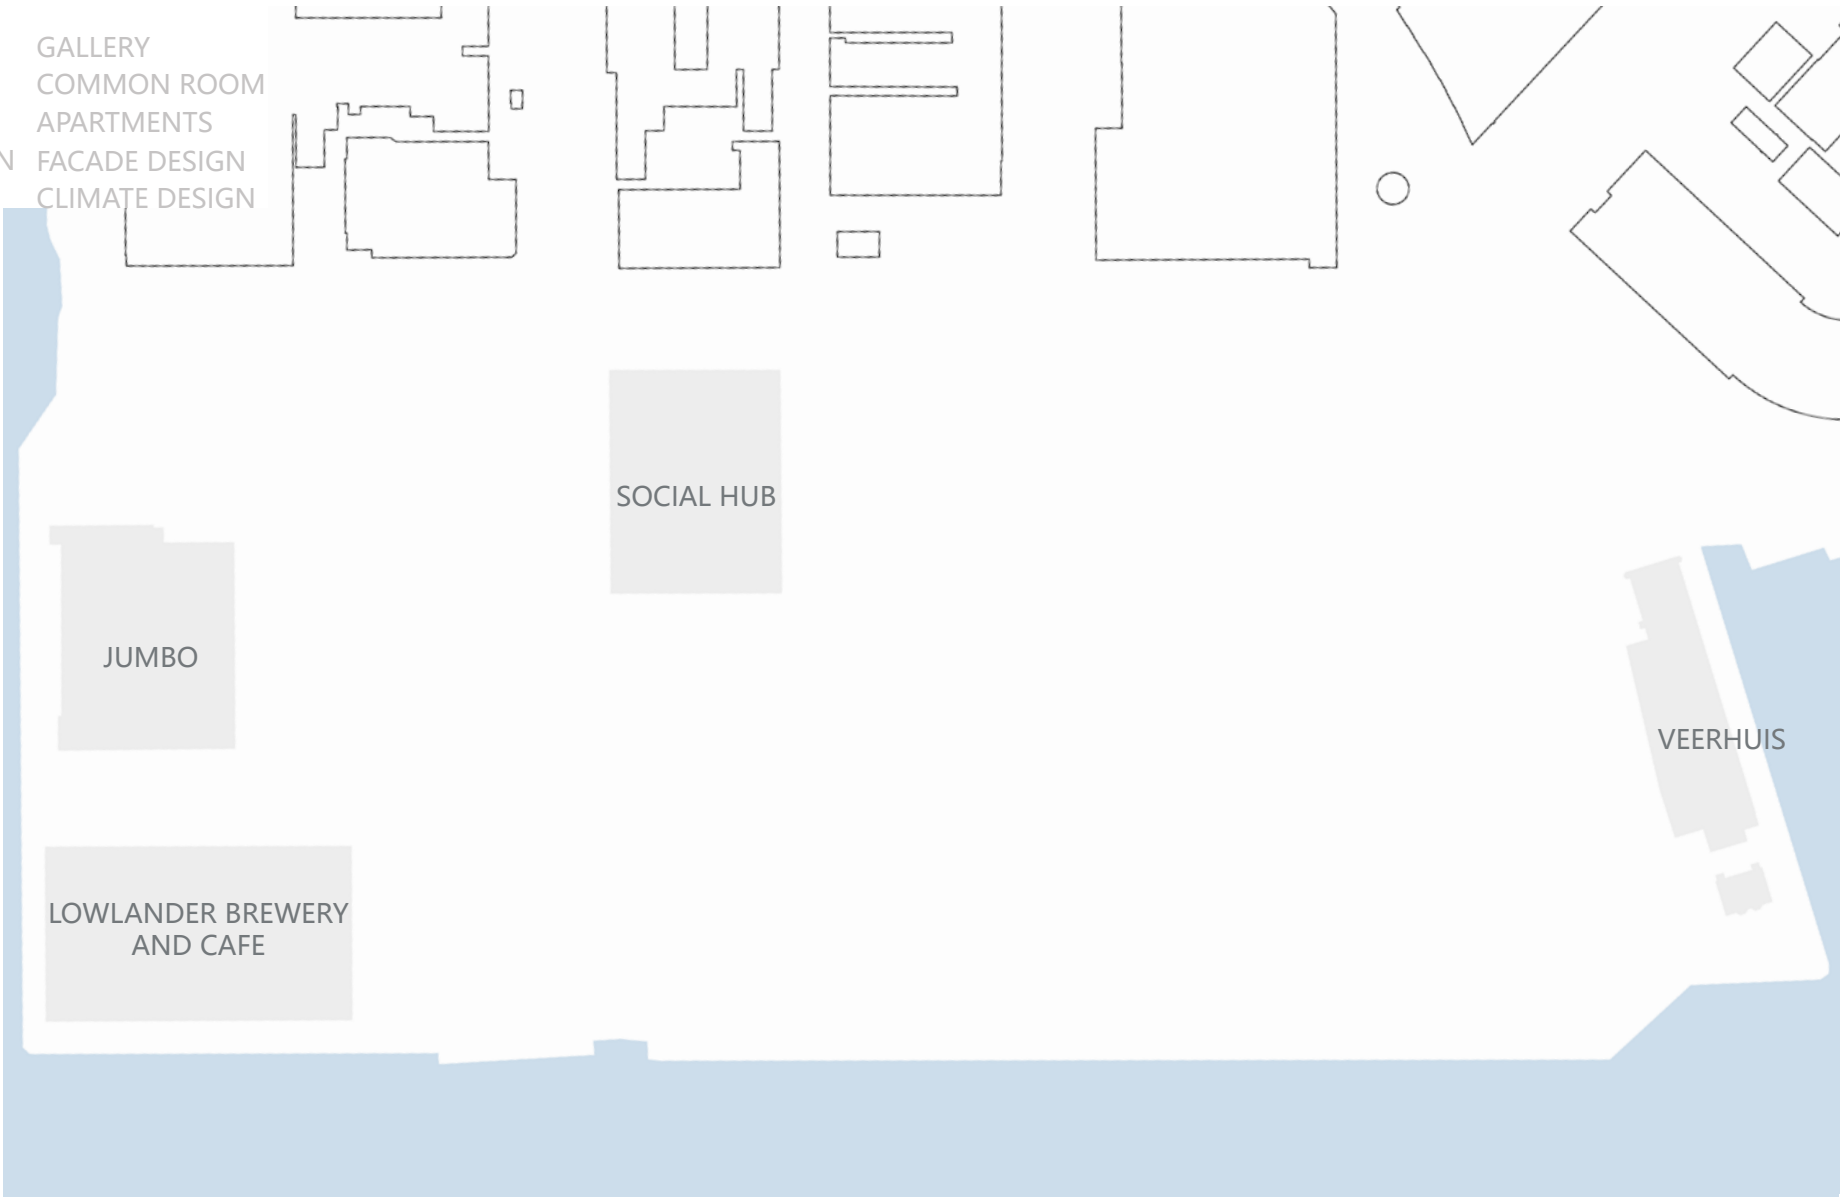 GALLERY
COMMON ROOM
APARTMENTS
N FACADE DESIGN
CLIMATE DESIGN
SOCIAL HUB
JUMBO
VEERHUIS
LOWLANDER BREWERY
AND CAFE